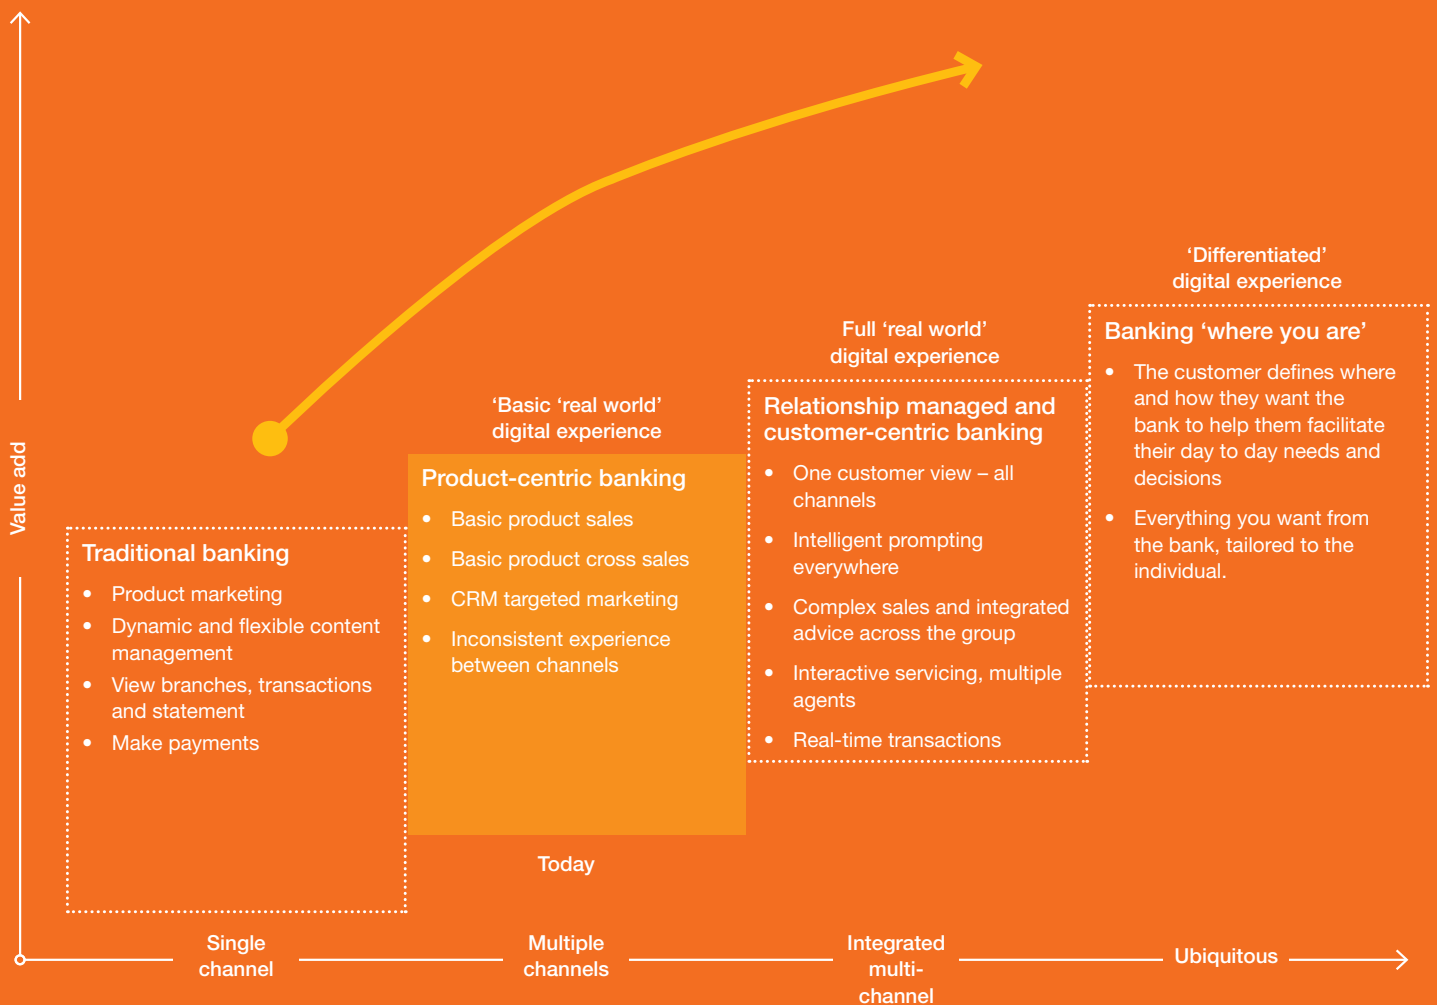 Value add
Traditional banking
• Product marketing
• Dynamic and flexible content
management
• View branches, transactions
and statement
• Make payments
Single
channel
‘Basic ‘real world’
digital experience
Product-centric banking
• Basic product sales
• Basic product cross sales
• CRM targeted marketing
• Inconsistent experience
between channels
Today
Multiple
channels
Full ‘real world’
digital experience
Relationship managed and
customer-centric banking
• One customer view – all
channels
• Intelligent prompting
everywhere
• Complex sales and integrated
advice across the group
• Interactive servicing, multiple
agents
• Real-time transactions
Integrated
multi-
channel
‘Differentiated’
digital experience
Banking ‘where you are’
• The customer defines where
and how they want the
bank to help them facilitate
their day to day needs and
decisions
• Everything you want from
the bank, tailored to the
individual.
Ubiquitous